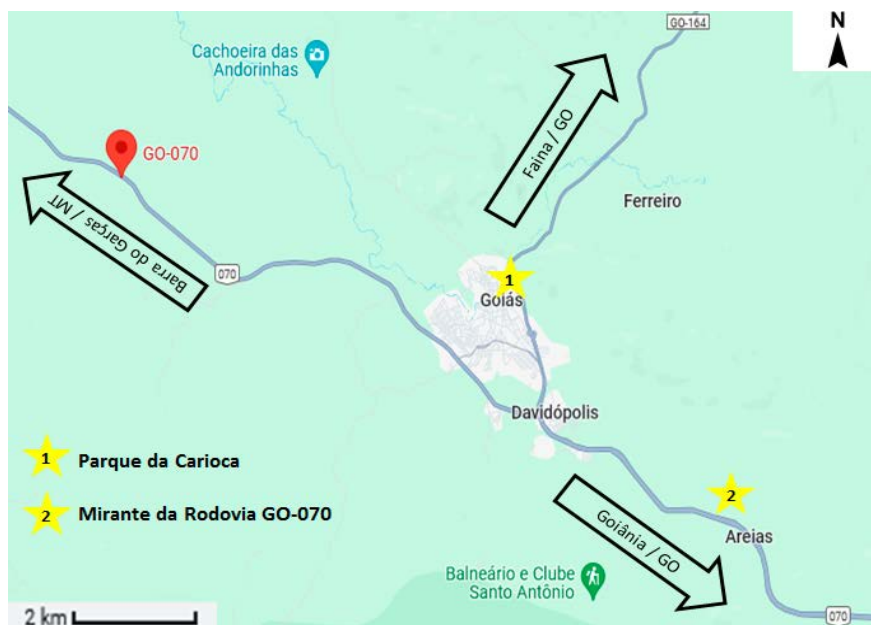 N
GO-164
Cachoeira das
Andorinhas
Faina / GO
GO-070
Ferreiro
Barra do Garças / MT
070
1
Goiás
Davidópolis
1 Parque da Carioca
2
2 Mirante da Rodovia GO-070
Goiânia / GO
Areias
Balneário e Clube
Santo Antônio
2 km
070